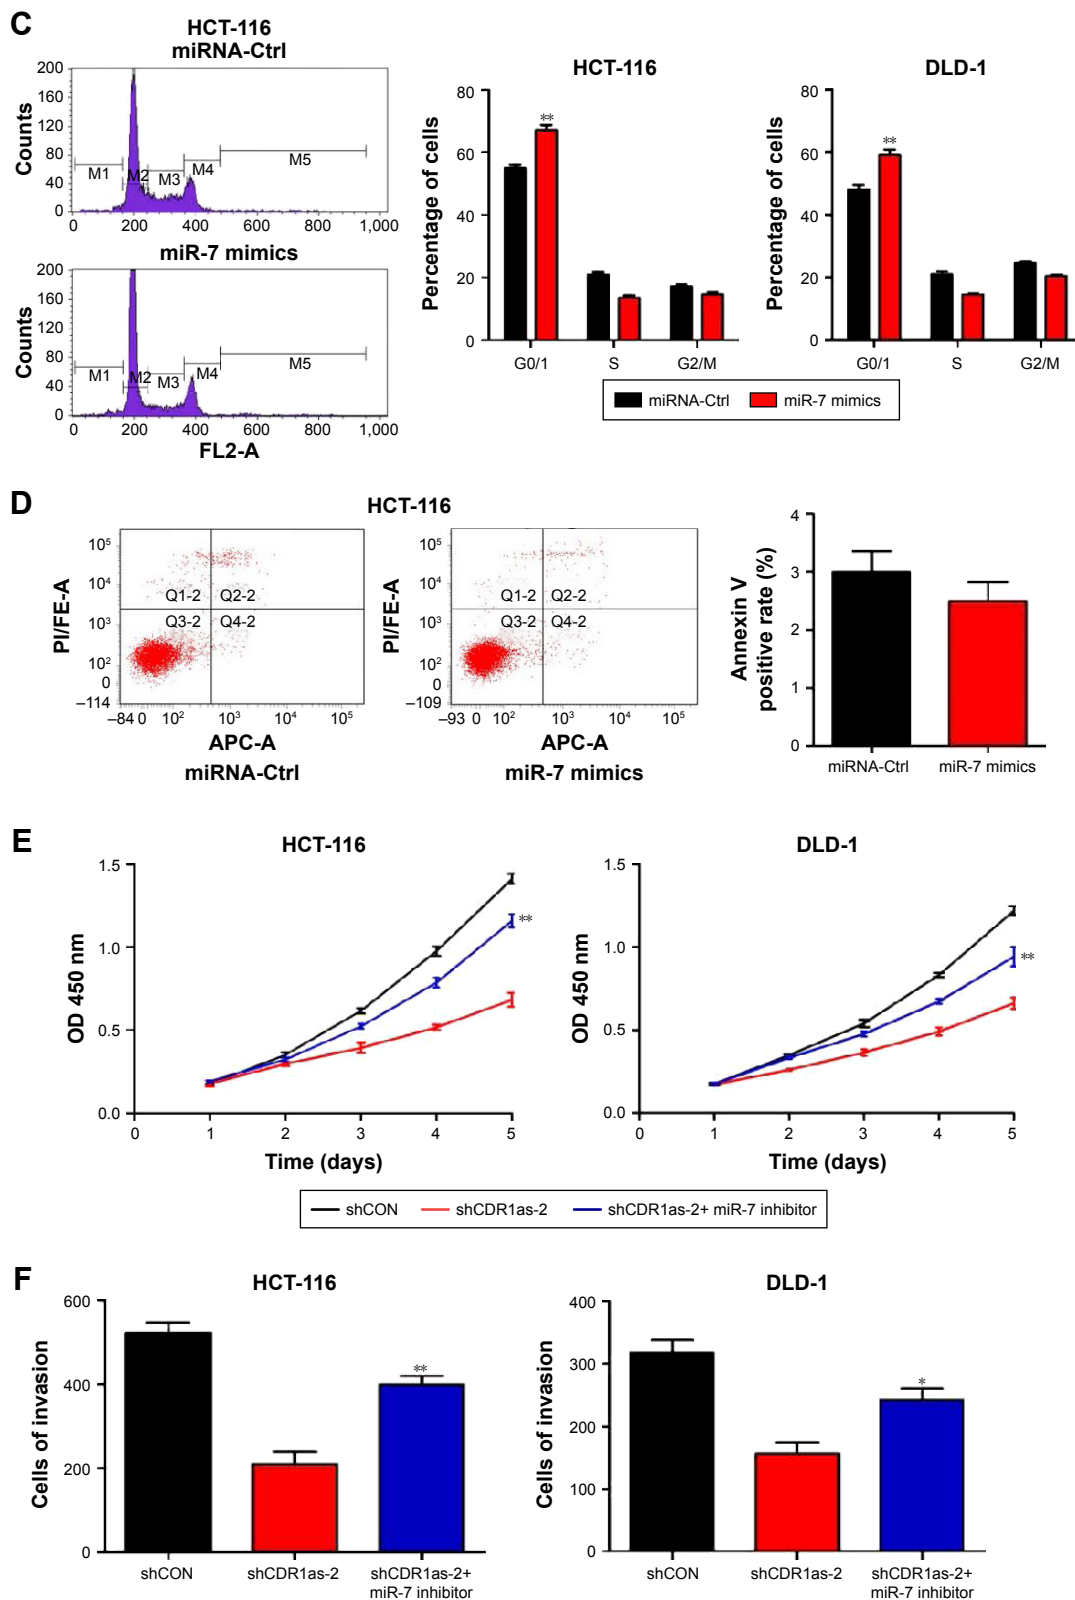 C
HCT-116
miRNA-Ctrl
200
160
120
80
40
0
Counts
M1
M2
M3
M4
M5
0 200 400 600 800 1,000
miR-7 mimics
200
160
120
80
40
0
Counts
M1
M2
M3
M4
M5
0 200 400 600 800 1,000
FL2-A
HCT-116
80
60
40
20
0
Percentage of cells
**
G0/1 S G2/M
DLD-1
80
60
40
20
0
Percentage of cells
**
G0/1 S G2/M
miRNA-Ctrl miR-7 mimics
D
HCT-116
10⁵
10⁴
10³
10²
0
–114
PI/FE-A
Q1-2 Q2-2
Q3-2 Q4-2
–84 0 10² 10³ 10⁴ 10⁵
APC-A
miRNA-Ctrl
10⁵
10⁴
10³
10²
0
–109
PI/FE-A
Q1-2 Q2-2
Q3-2 Q4-2
–93 0 10² 10³ 10⁴ 10⁵
APC-A
miR-7 mimics
4
3
2
1
0
Annexin V
positive rate (%)
miRNA-Ctrl miR-7 mimics
E
HCT-116
1.5
1.0
0.5
0.0
OD 450 nm
**
0 1 2 3 4 5
Time (days)
DLD-1
1.5
1.0
0.5
0.0
OD 450 nm
**
0 1 2 3 4 5
Time (days)
shCON shCDR1as-2 shCDR1as-2+ miR-7 inhibitor
F
HCT-116
600
400
200
0
Cells of invasion
**
shCON shCDR1as-2 shCDR1as-2+
miR-7 inhibitor
DLD-1
400
300
200
100
0
Cells of invasion
*
shCON shCDR1as-2 shCDR1as-2+
miR-7 inhibitor